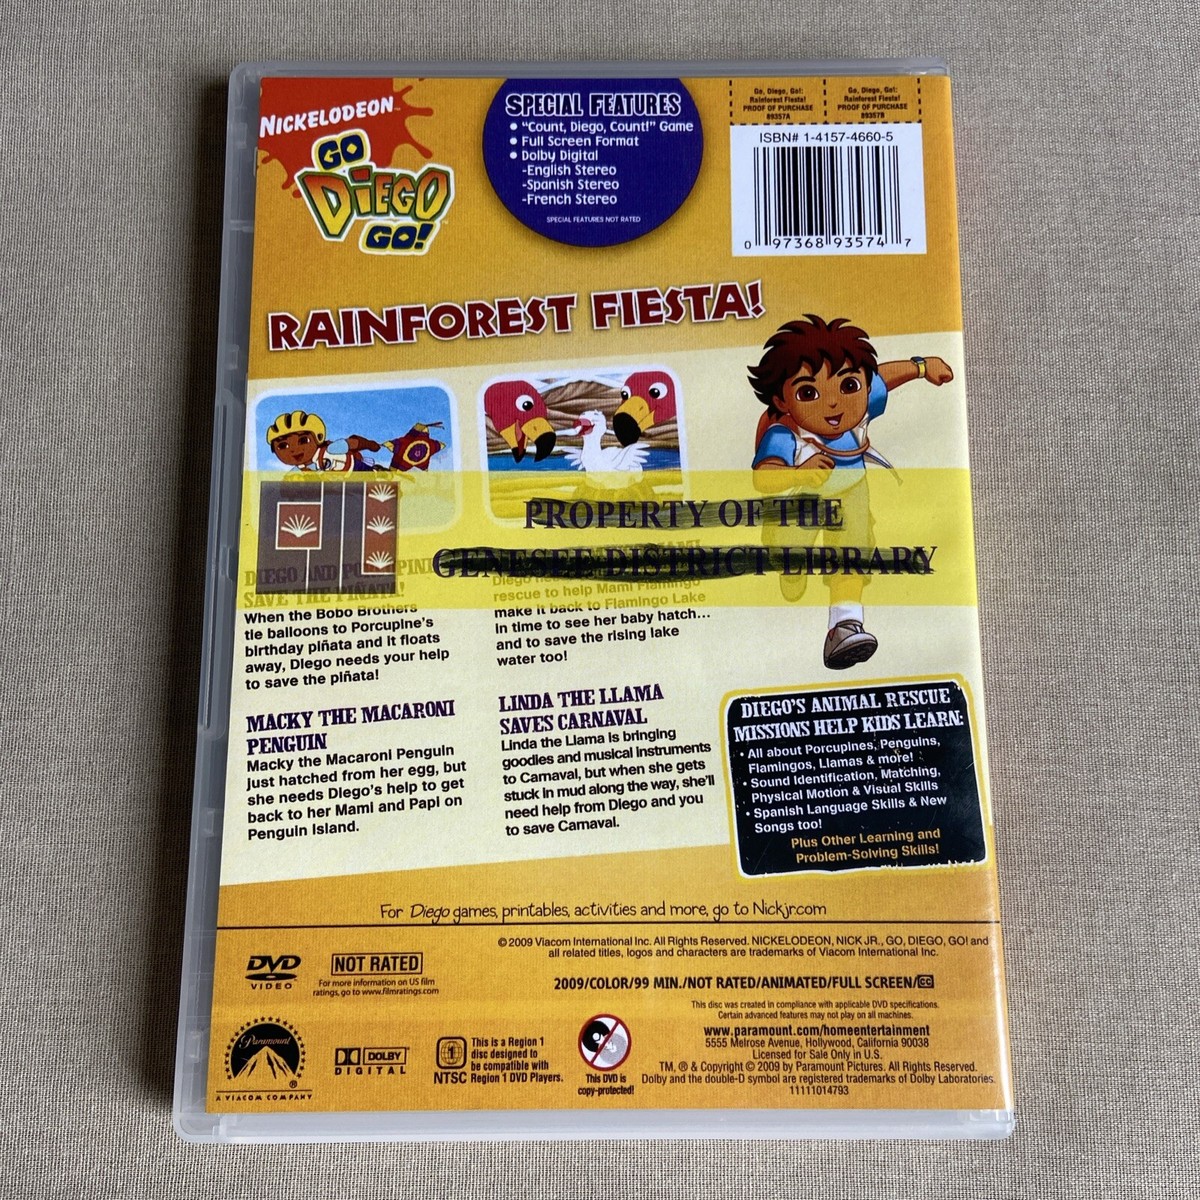 NICKELODEON
GO
DIEGO
GO!
SPECIAL FEATURES
• "Count, Diego, Count!" Game
• Full Screen Format
• Dolby Digital
-English Stereo
-Spanish Stereo
-French Stereo
SPECIAL FEATURES NOT RATED
Go, Diego, Go!:
Rainforest Fiesta!
PROOF OF PURCHASE
89357A
Go, Diego, Go!:
Rainforest Fiesta!
PROOF OF PURCHASE
89357B
ISBN# 1-4157-4660-5
0 97368 93574 7
RAINFOREST FIESTA!
PROPERTY OF THE
GENESEE DISTRICT LIBRARY
DIEGO AND
SAVE THE PIÑATA!
When the Bobo Brothers
tie balloons to Porcupine's
birthday piñata and it floats
away, Diego needs your help
to save the piñata!
Diego
rescue to help Mami Flamingo
make it back to Flamingo Lake
in time to see her baby hatch...
and to save the rising lake
water too!
MACKY THE MACARONI
PENGUIN
Macky the Macaroni Penguin
just hatched from her egg, but
she needs Diego's help to get
back to her Mami and Papi on
Penguin Island.
LINDA THE LLAMA
SAVES CARNAVAL
Linda the Llama is bringing
goodies and musical instruments
to Carnaval, but when she gets
stuck in mud along the way, she'll
need help from Diego and you
to save Carnaval.
DIEGO'S ANIMAL RESCUE
MISSIONS HELP KIDS LEARN:
• All about Porcupines, Penguins,
Flamingos, Llamas & more!
• Sound Identification, Matching,
Physical Motion & Visual Skills
• Spanish Language Skills & New
Songs too!
Plus Other Learning and
Problem-Solving Skills!
For Diego games, printables, activities and more, go to Nickjr.com
© 2009 Viacom International Inc. All Rights Reserved. NICKELODEON, NICK JR., GO, DIEGO, GO! and
all related titles, logos and characters are trademarks of Viacom International Inc.
DVD
VIDEO
NOT RATED
For more information on US film
ratings, go to www.filmratings.com
2009/COLOR/99 MIN./NOT RATED/ANIMATED/FULL SCREEN/CC
This disc was created in compliance with applicable DVD specifications.
Certain advanced features may not play on all machines.
Paramount
®
A VIACOM COMPANY
DOLBY
DIGITAL
1
NTSC
This is a Region 1
disc designed to
be compatible with
Region 1 DVD Players.
This DVD is
copy-protected!
www.paramount.com/homeentertainment
5555 Melrose Avenue, Hollywood, California 90038
Licensed for Sale Only in U.S.
TM, ® & Copyright © 2009 by Paramount Pictures. All Rights Reserved.
Dolby and the double-D symbol are registered trademarks of Dolby Laboratories.
11111014793